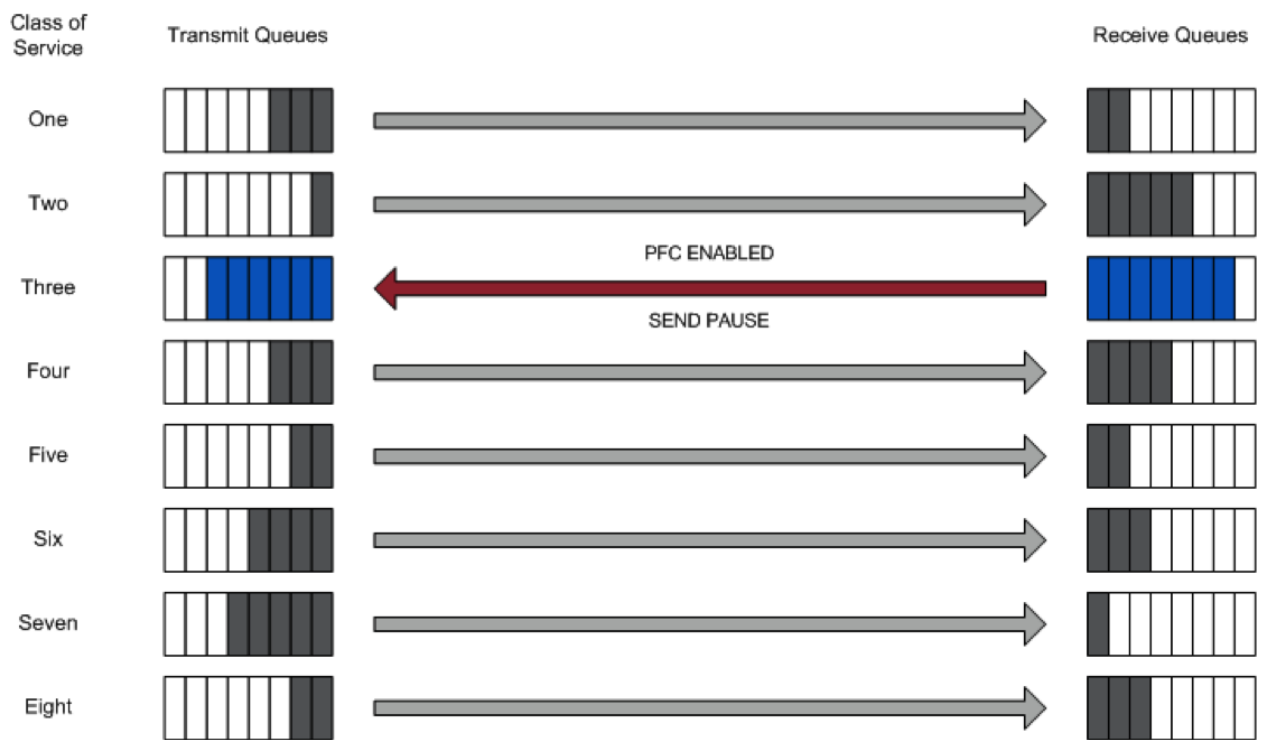 Class of
Service
Transmit Queues
Receive Queues
One
Two
PFC ENABLED
Three
SEND PAUSE
Four
Five
Six
Seven
Eight